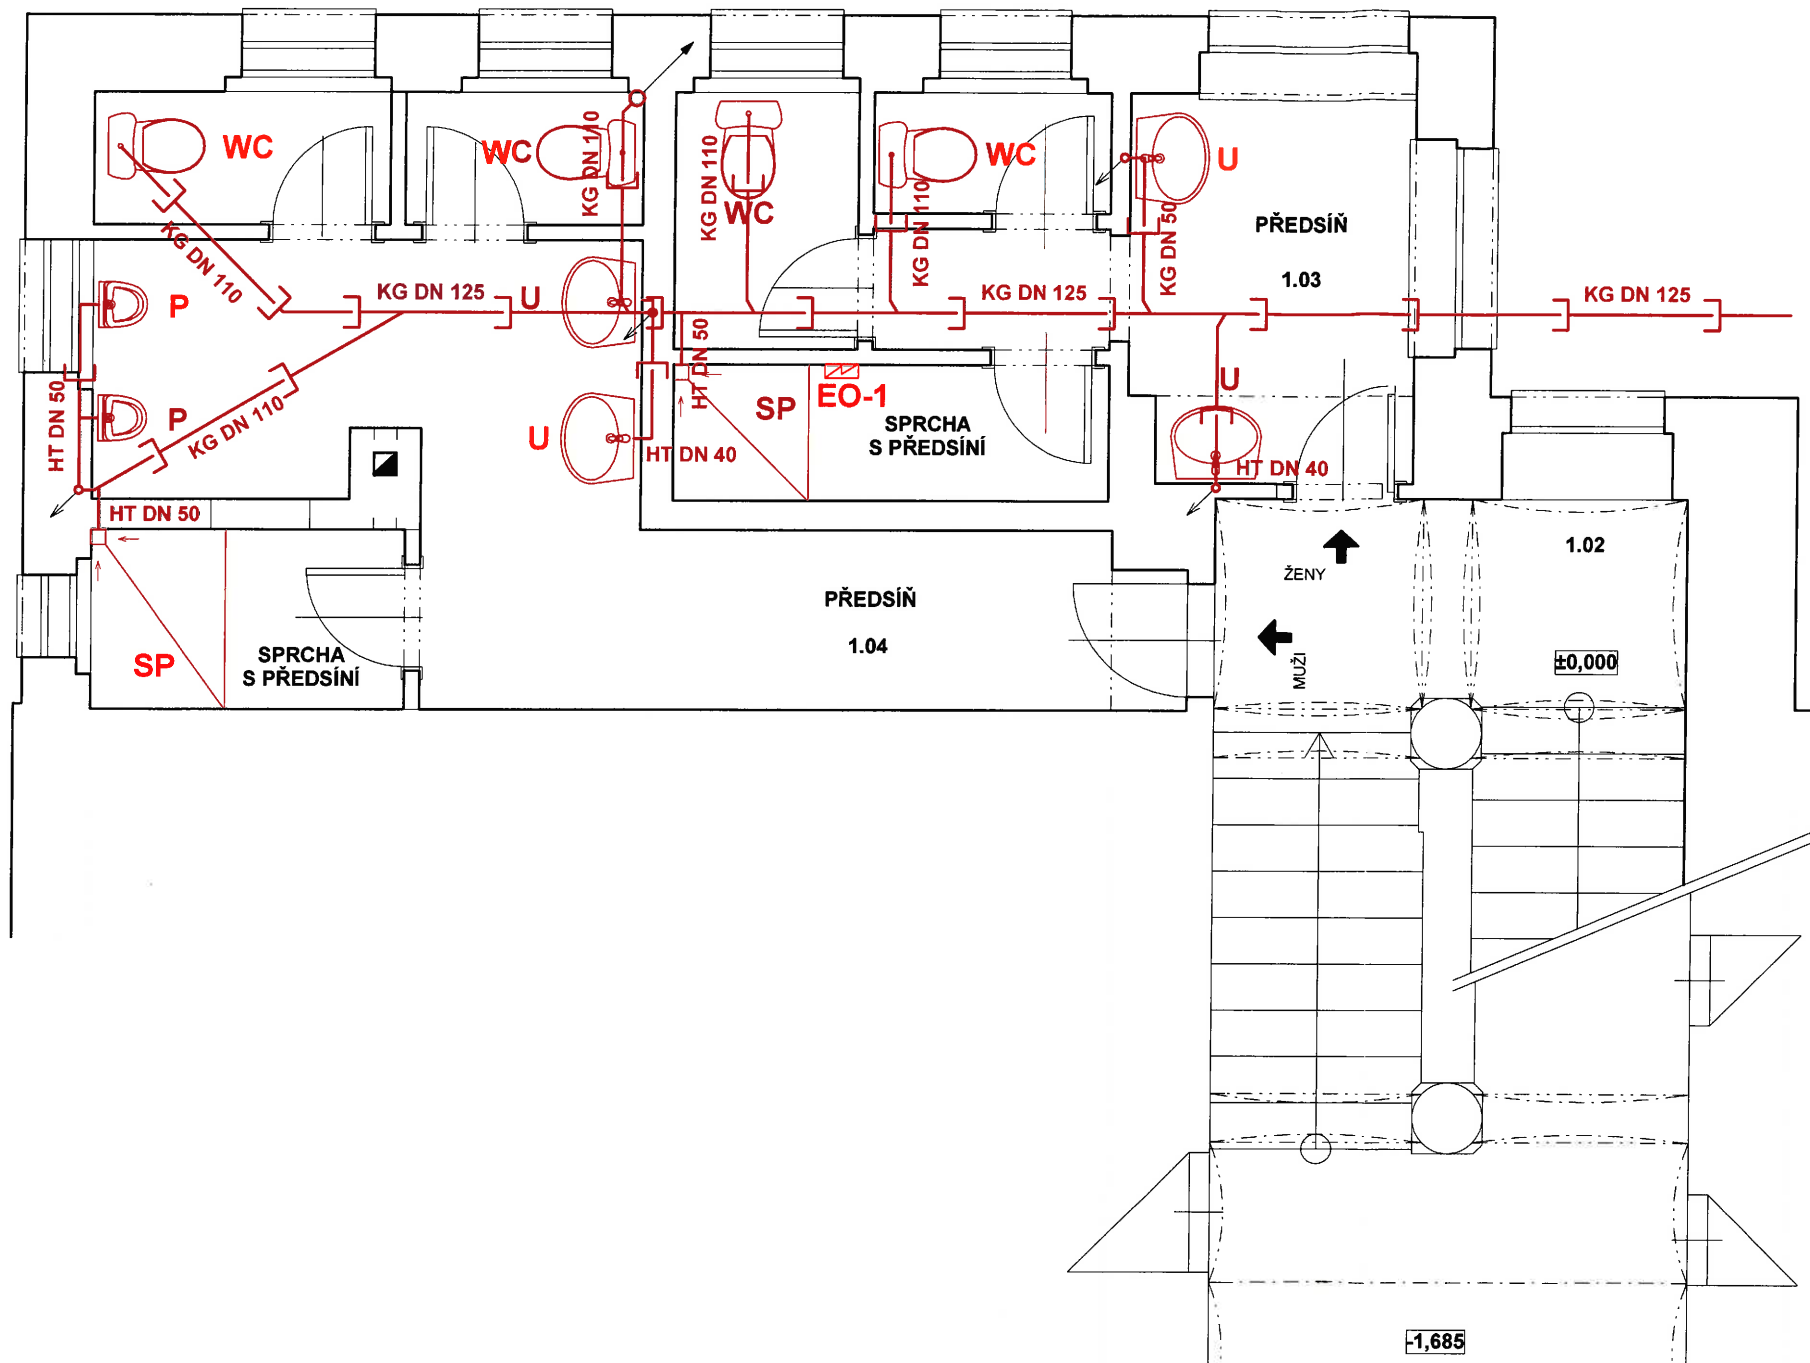 WC
WC
KG DN 110
KG DN 110
WC
KG DN 110
WC
U
KG DN 50
PŘEDSÍŇ
1.03
KG DN 110
P
KG DN 125
U
KG DN 125
KG DN 125
HT DN 50
P
KG DN 110
HT DN 50
U
HT DN 40
SP
EO-1
SPRCHA
S PŘEDSÍNÍ
U
HT DN 40
HT DN 50
1.02
ŽENY
PŘEDSÍŇ
1.04
MUŽI
±0,000
SP
SPRCHA
S PŘEDSÍNÍ
-1,685